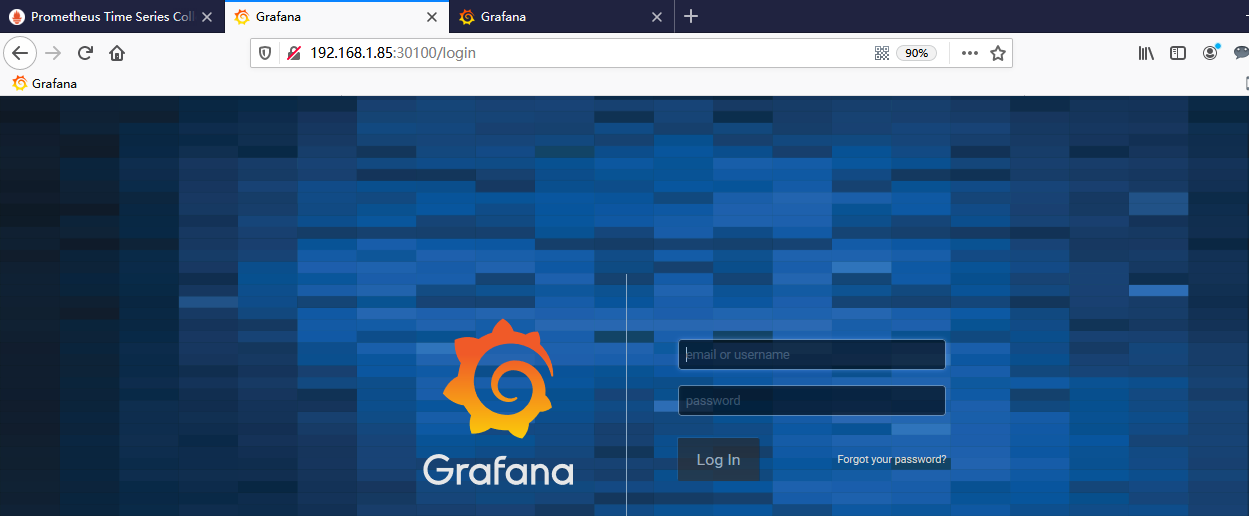 Prometheus Time Series Coll
Grafana
Grafana
192.168.1.85:30100/login
90%
Grafana
email or username
password
Log In
Forgot your password?
Grafana